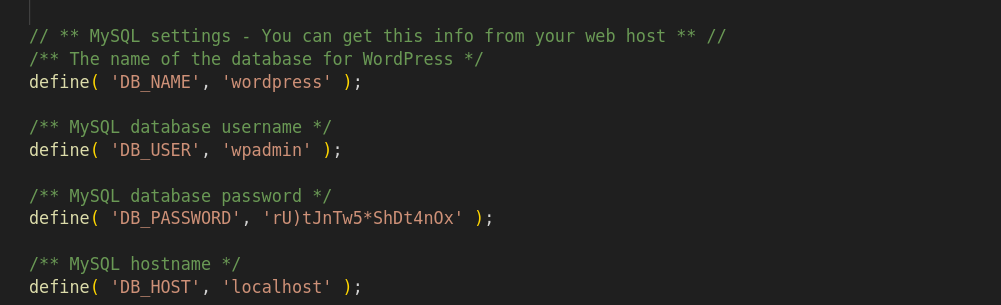 // ** MySQL settings - You can get this info from your web host ** //
/** The name of the database for WordPress */
define( 'DB_NAME', 'wordpress' );
/** MySQL database username */
define( 'DB_USER', 'wpadmin' );
/** MySQL database password */
define( 'DB_PASSWORD', 'rU)tJnTw5*ShDt4nOx' );
/** MySQL hostname */
define( 'DB_HOST', 'localhost' );